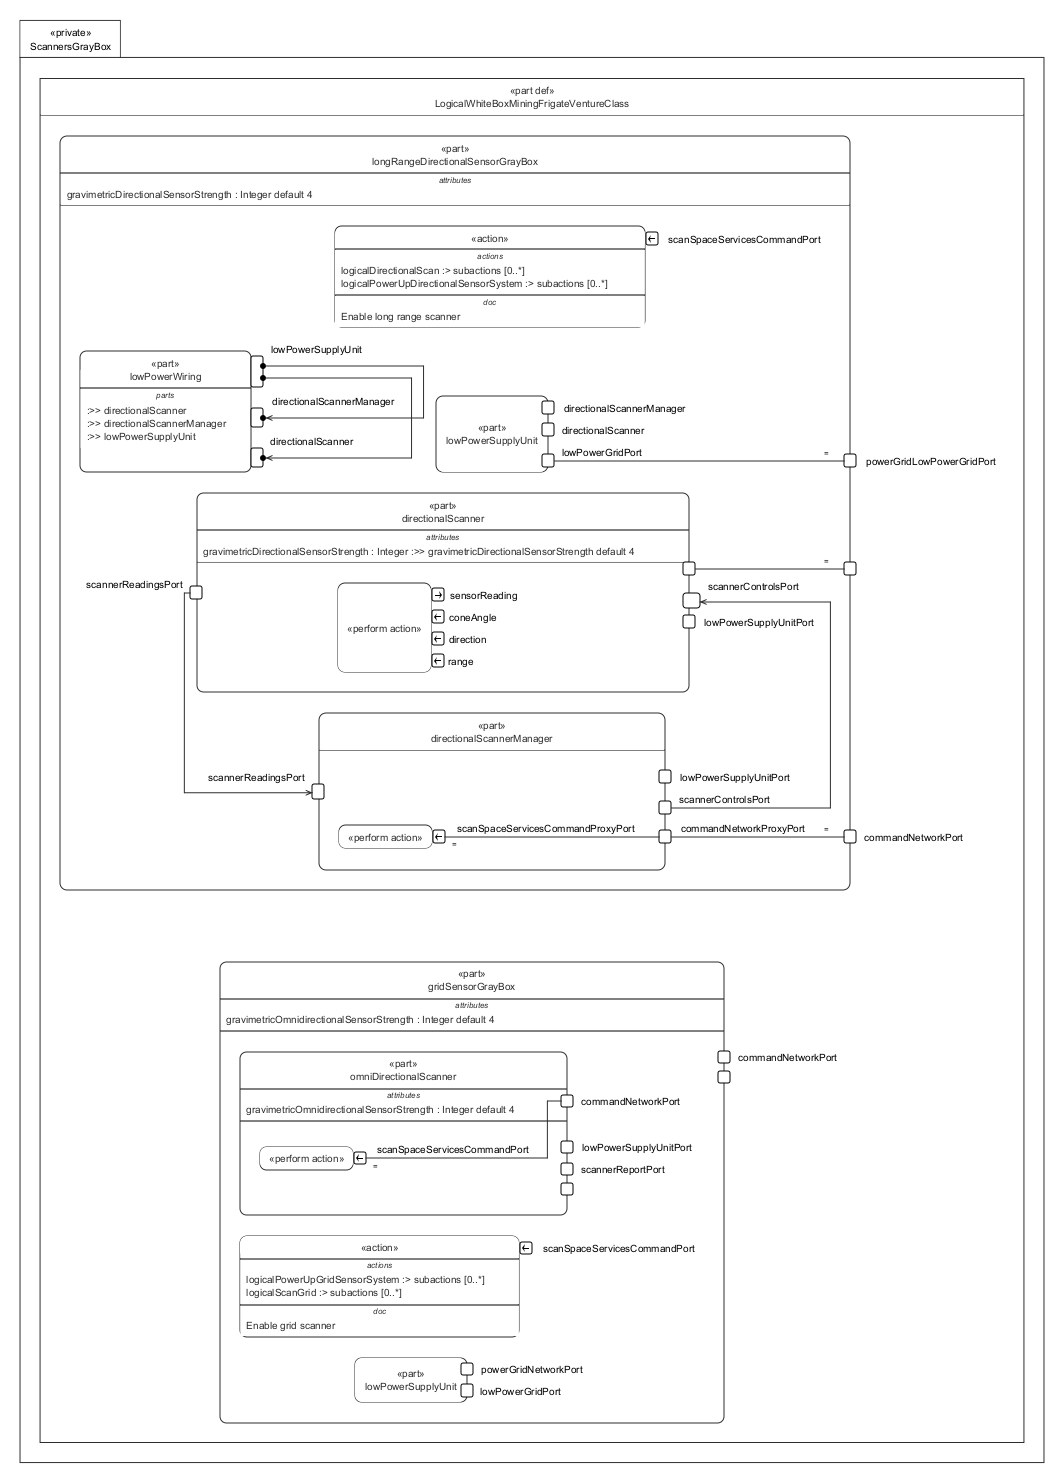 «private»
ScannersGrayBox
«part def»
LogicalWhiteBoxMiningFrigateVentureClass
«part»
longRangeDirectionalSensorGrayBox
attributes
gravimetricDirectionalSensorStrength : Integer default 4
«action»
scanSpaceServicesCommandPort
actions
logicalDirectionalScan :> subactions [0..*]
logicalPowerUpDirectionalSensorSystem :> subactions [0..*]
doc
Enable long range scanner
lowPowerSupplyUnit
«part»
lowPowerWiring
parts
:>> directionalScanner
:>> directionalScannerManager
:>> lowPowerSupplyUnit
directionalScannerManager
directionalScanner
«part»
lowPowerSupplyUnit
directionalScannerManager
directionalScanner
lowPowerGridPort
=
powerGridLowPowerGridPort
«part»
directionalScanner
attributes
gravimetricDirectionalSensorStrength : Integer :>> gravimetricDirectionalSensorStrength default 4
=
scannerReadingsPort
scannerControlsPort
lowPowerSupplyUnitPort
«perform action»
sensorReading
coneAngle
direction
range
«part»
directionalScannerManager
scannerReadingsPort
lowPowerSupplyUnitPort
scannerControlsPort
«perform action»
scanSpaceServicesCommandProxyPort
=
commandNetworkProxyPort
=
commandNetworkPort
«part»
gridSensorGrayBox
attributes
gravimetricOmnidirectionalSensorStrength : Integer default 4
commandNetworkPort
«part»
omniDirectionalScanner
attributes
gravimetricOmnidirectionalSensorStrength : Integer default 4
commandNetworkPort
«perform action»
scanSpaceServicesCommandPort
=
lowPowerSupplyUnitPort
scannerReportPort
«action»
scanSpaceServicesCommandPort
actions
logicalPowerUpGridSensorSystem :> subactions [0..*]
logicalScanGrid :> subactions [0..*]
doc
Enable grid scanner
«part»
lowPowerSupplyUnit
powerGridNetworkPort
lowPowerGridPort